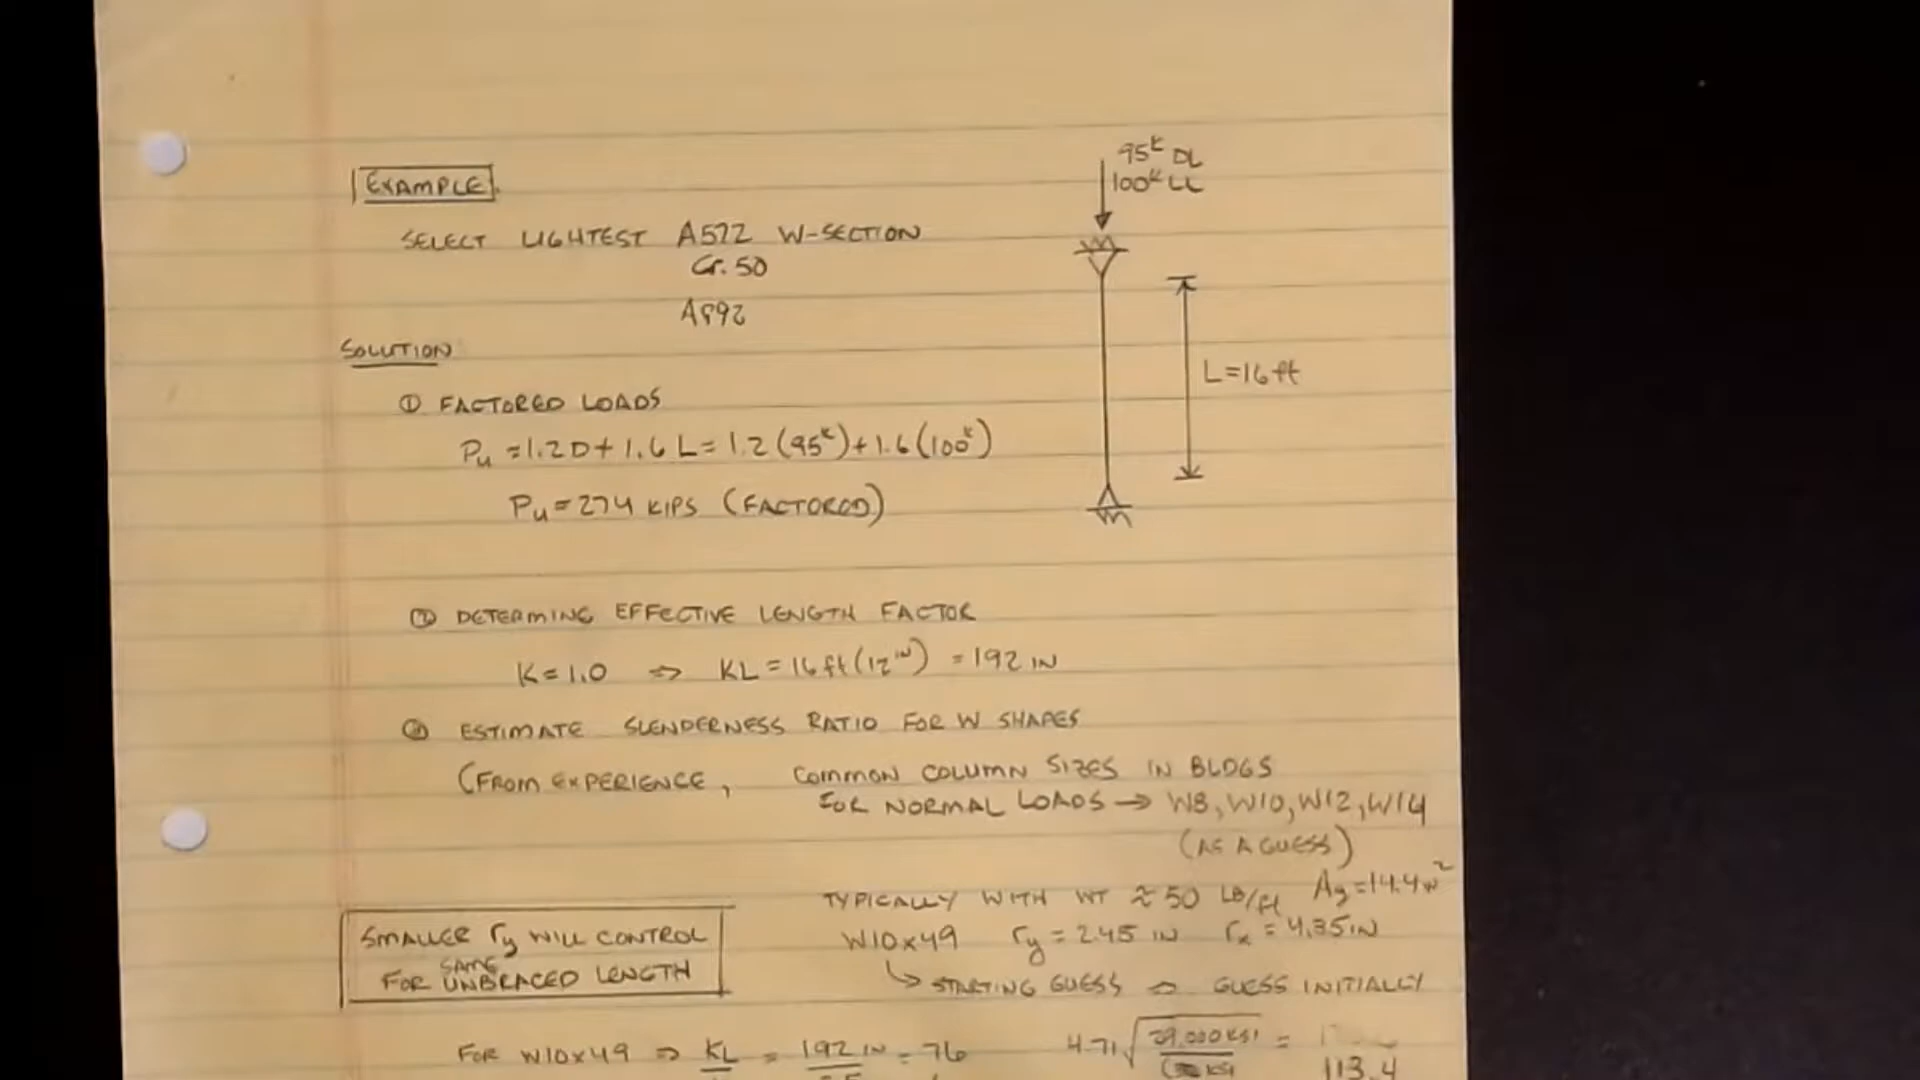 EXAMPLE
95k DL
100k LL
SELECT LIGHTEST A572 W-SECTION
Gr. 50
A992
SOLUTION
L=16ft
① FACTORED LOADS
Pu = 1.2D + 1.6L = 1.2(95k) + 1.6(100k)
Pu = 274 KIPS (FACTORED)
② DETERMINE EFFECTIVE LENGTH FACTOR
K = 1.0 ⇒ KL = 16ft(12in) = 192 IN
ESTIMATE SLENDERNESS RATIO FOR W SHAPES
(FROM EXPERIENCE, COMMON COLUMN SIZES IN BLDGS
FOR NORMAL LOADS → W8, W10, W12, W14
(AS A GUESS)
TYPICALLY WITH WT ≈ 50 LB/ft Ag = 14.4 in²
W10x49 ry = 2.45 IN rx = 4.35 IN
STARTING GUESS ⇒ GUESS INITIALLY
SMALLER ry WILL CONTROL
FOR SAME UNBRACED LENGTH
FOR W10x49 ⇒ KL = 192 IN = 76
4.71 √ 29,000 KSI =
KSI 113.4